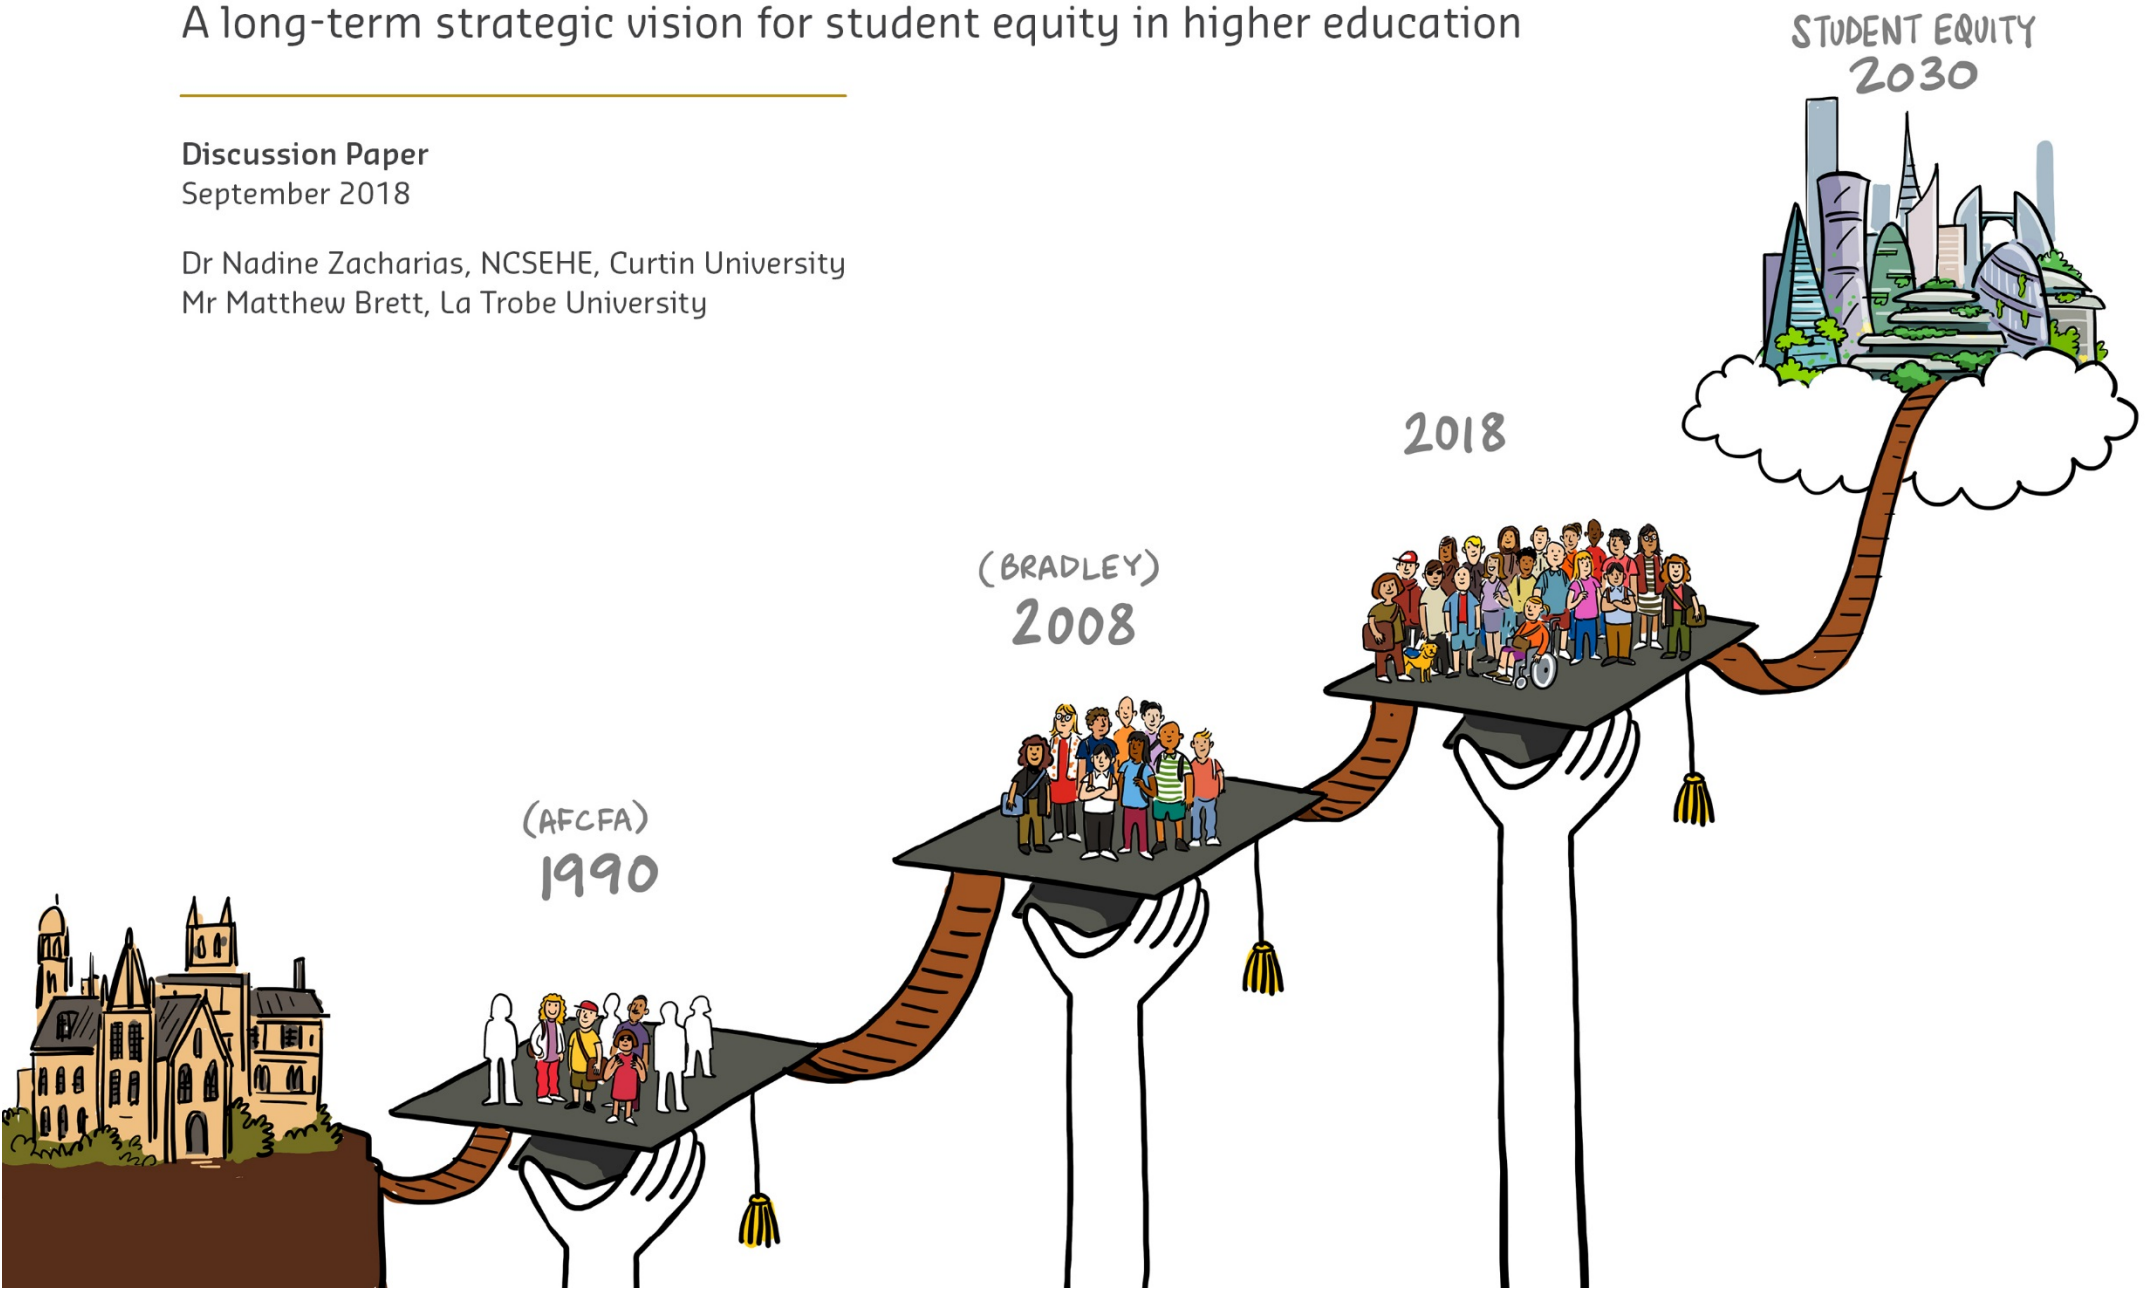 A long-term strategic vision for student equity in higher education
STUDENT EQUITY
2030
Discussion Paper
September 2018
Dr Nadine Zacharias, NCSEHE, Curtin University
Mr Matthew Brett, La Trobe University
2018
(BRADLEY)
2008
(AFCFA)
1990